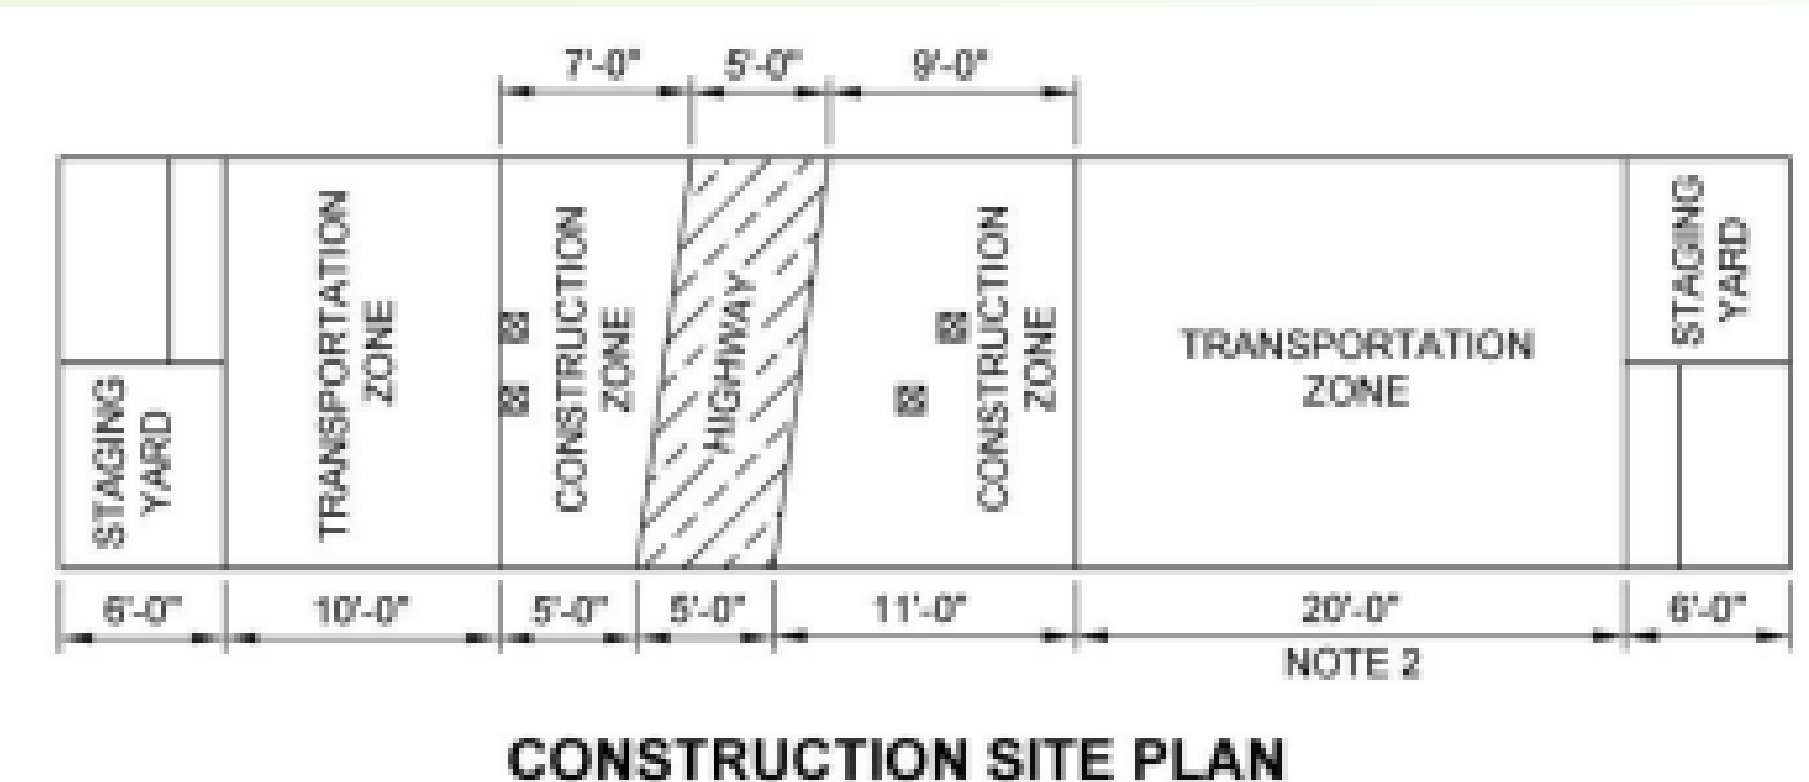 7'-0" 5'-0" 9'-0"
STAGING
YARD
TRANSPORTATION
ZONE
CONSTRUCTION
ZONE
HIGHWAY
CONSTRUCTION
ZONE
TRANSPORTATION
ZONE
STAGING
YARD
6'-0" 10'-0" 5'-0" 5'-0" 11'-0" 20'-0" 6'-0"
NOTE 2
CONSTRUCTION SITE PLAN